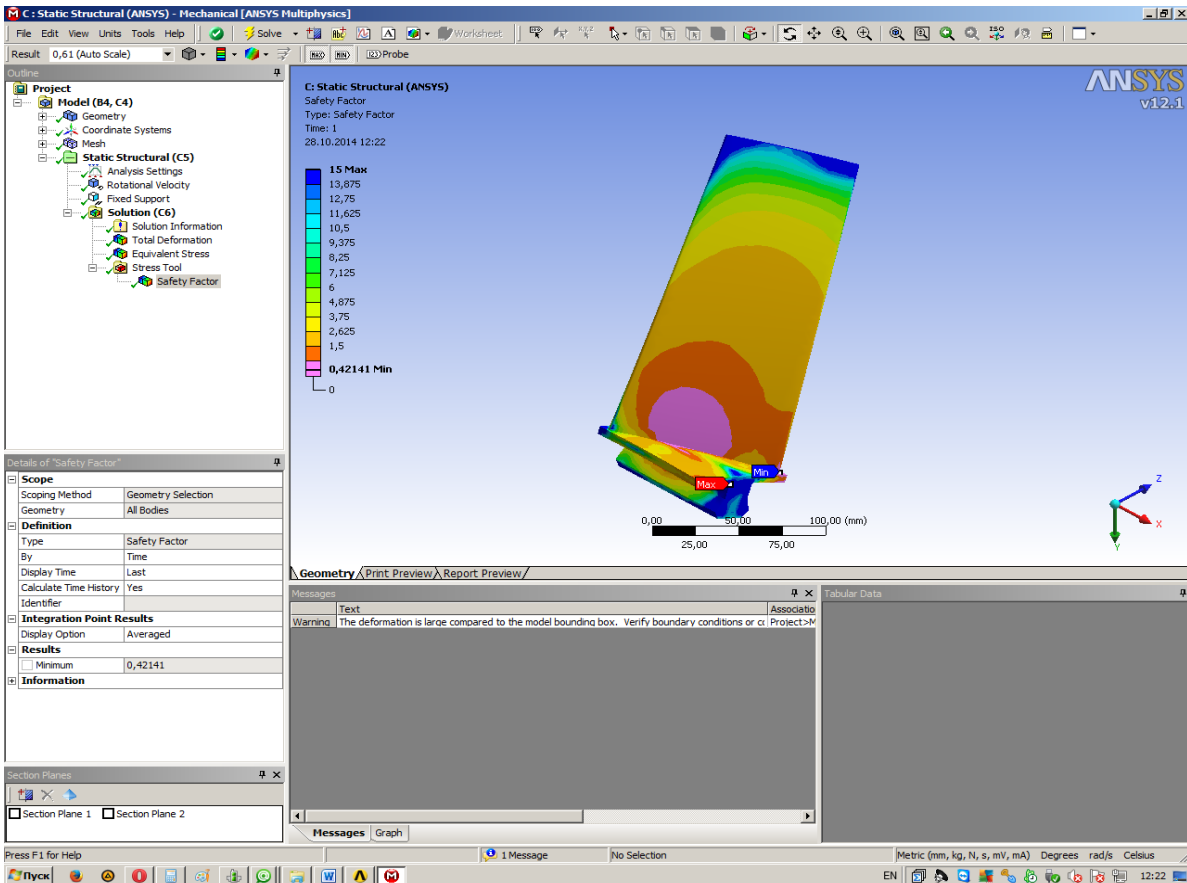 C : Static Structural (ANSYS) - Mechanical [ANSYS Multiphysics]
File Edit View Units Tools Help Solve Worksheet
Result 0,61 (Auto Scale) Probe
Outline
Project
Model (B4, C4)
Geometry
Coordinate Systems
Mesh
Static Structural (C5)
Analysis Settings
Rotational Velocity
Fixed Support
Solution (C6)
Solution Information
Total Deformation
Equivalent Stress
Stress Tool
Safety Factor
C: Static Structural (ANSYS)
Safety Factor
Type: Safety Factor
Time: 1
28.10.2014 12:22
15 Max
13,875
12,75
11,625
10,5
9,375
8,25
7,125
6
4,875
3,75
2,625
1,5
0,42141 Min
0
ANSYS
v12.1
Min
Max
0,00 50,00 100,00 (mm)
25,00 75,00
Z
X
Y
Geometry Print Preview Report Preview
Details of "Safety Factor"
Scope
Scoping Method Geometry Selection
Geometry All Bodies
Definition
Type Safety Factor
By Time
Display Time Last
Calculate Time History Yes
Identifier
Integration Point Results
Display Option Averaged
Results
Minimum 0,42141
Information
Section Planes
Section Plane 1 Section Plane 2
Messages
Text Associatio
Warning The deformation is large compared to the model bounding box. Verify boundary conditions or cc Project>M
Messages Graph
Tabular Data
Press F1 for Help 1 Message No Selection Metric (mm, kg, N, s, mV, mA) Degrees rad/s Celsius
Пуск EN 12:22